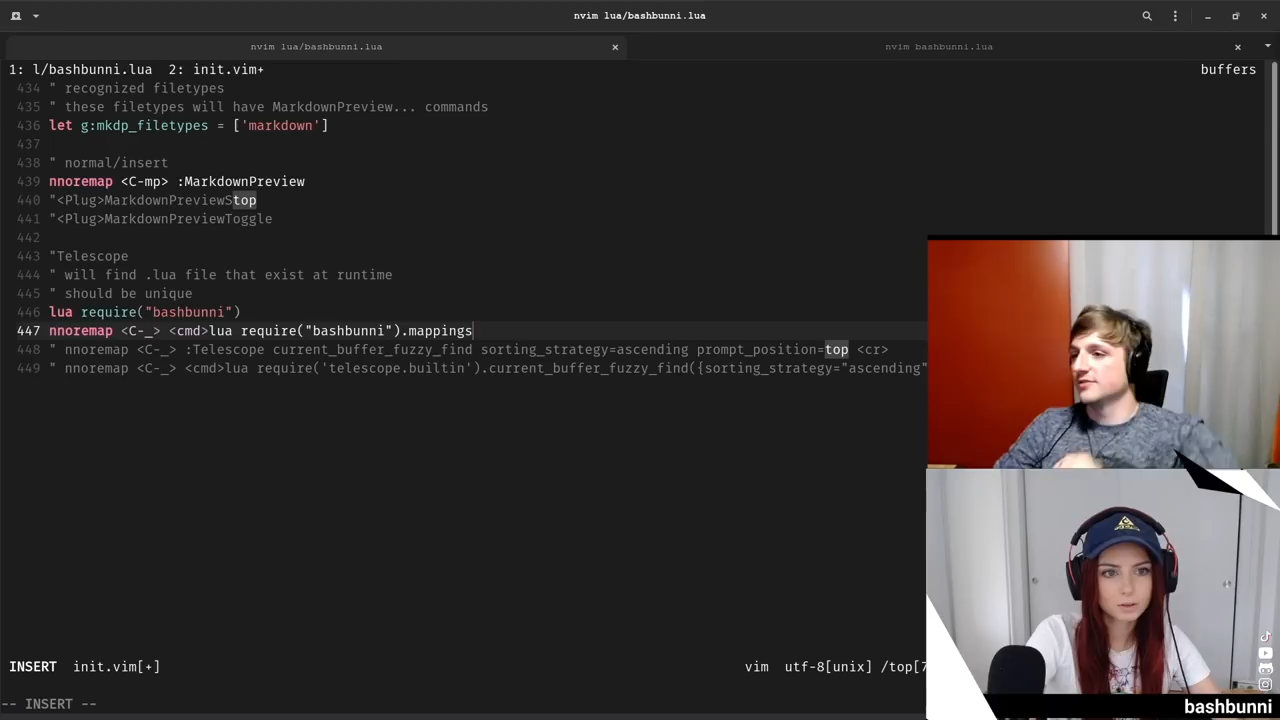 nvim lua/bashbunni.lua
nvim lua/bashbunni.lua
nvim bashbunni.lua
1: l/bashbunni.lua  2: init.vim+
buffers
434 " recognized filetypes
435 " these filetypes will have MarkdownPreview... commands
436 let g:mkdp_filetypes = ['markdown']
437
438 " normal/insert
439 nnoremap <C-mp> :MarkdownPreview
440 "<Plug>MarkdownPreviewStop
441 "<Plug>MarkdownPreviewToggle
442
443 "Telescope
444 " will find .lua file that exist at runtime
445 " should be unique
446 lua require("bashbunni")
447 nnoremap <C-_> <cmd>lua require("bashbunni").mappings
448 " nnoremap <C-_> :Telescope current_buffer_fuzzy_find sorting_strategy=ascending prompt_position=top <cr>
449 " nnoremap <C-_> <cmd>lua require('telescope.builtin').current_buffer_fuzzy_find({sorting_strategy="ascending"
INSERT  init.vim[+]
vim  utf-8[unix] /top[7
-- INSERT --
bashbunni